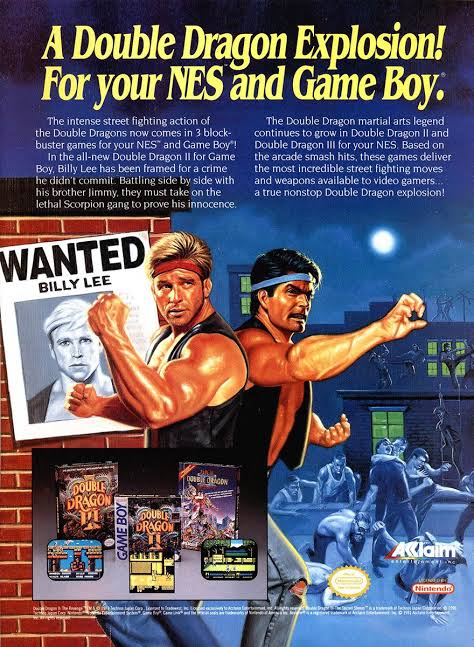 A Double Dragon Explosion!
For your NES™ and Game Boy®
The intense street fighting action of
the Double Dragons now comes in 3 block-
buster games for your NES™ and Game Boy®!
In the all-new Double Dragon II for Game
Boy, Billy Lee has been framed for a crime
he didn't commit. Battling side by side with
his brother Jimmy, they must take on the
lethal Scorpion gang to prove his innocence.
The Double Dragon martial arts legend
continues to grow in Double Dragon II and
Double Dragon III for your NES. Based on
the arcade smash hits, these games deliver
the most incredible street fighting moves
and weapons available to video gamers...
a true nonstop Double Dragon explosion!
WANTED
BILLY LEE
DOUBLE
DRAGON
II
GAME BOY
DOUBLE
DRAGON
II
DOUBLE DRAGON
AKklaim
entertainment inc.
Nintendo
LICENSED BY
Nintendo